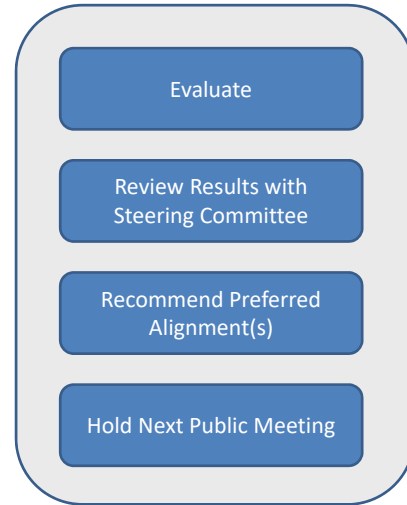 Evaluate
Review Results with
Steering Committee
Recommend Preferred
Alignment(s)
Hold Next Public Meeting